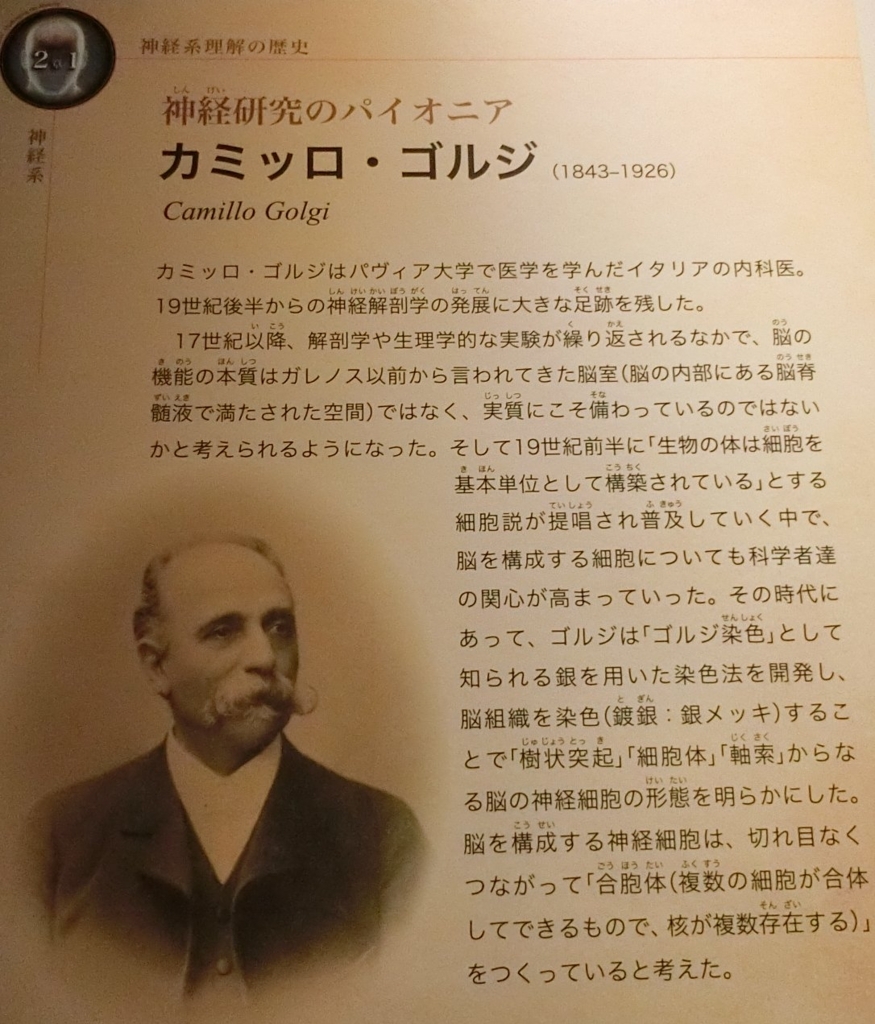 2 1
神経系理解の歴史
神経系
神経研究のパイオニア
カミッロ・ゴルジ (1843–1926)
Camillo Golgi
カミッロ・ゴルジはパヴィア大学で医学を学んだイタリアの内科医。
19世紀後半からの神経解剖学の発展に大きな足跡を残した。
17世紀以降、解剖学や生理学的な実験が繰り返されるなかで、脳の
機能の本質はガレノス以前から言われてきた脳室(脳の内部にある脳脊
髄液で満たされた空間)ではなく、実質にこそ備わっているのではない
かと考えられるようになった。そして19世紀前半に「生物の体は細胞を
基本単位として構築されている」とする
細胞説が提唱され普及していく中で、
脳を構成する細胞についても科学者達
の関心が高まっていった。その時代に
あって、ゴルジは「ゴルジ染色」として
知られる銀を用いた染色法を開発し、
脳組織を染色(鍍銀：銀メッキ)するこ
とで「樹状突起」「細胞体」「軸索」からな
る脳の神経細胞の形態を明らかにした。
脳を構成する神経細胞は、切れ目なく
つながって「合胞体(複数の細胞が合体
してできるもので、核が複数存在する)」
をつくっていると考えた。